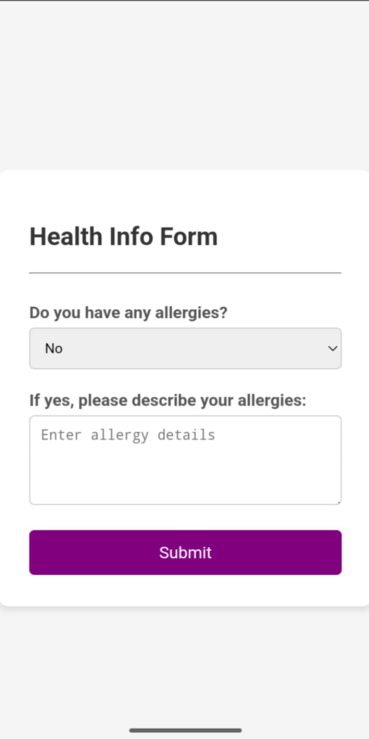 Health Info Form
Do you have any allergies?
No
If yes, please describe your allergies:
Enter allergy details
Submit